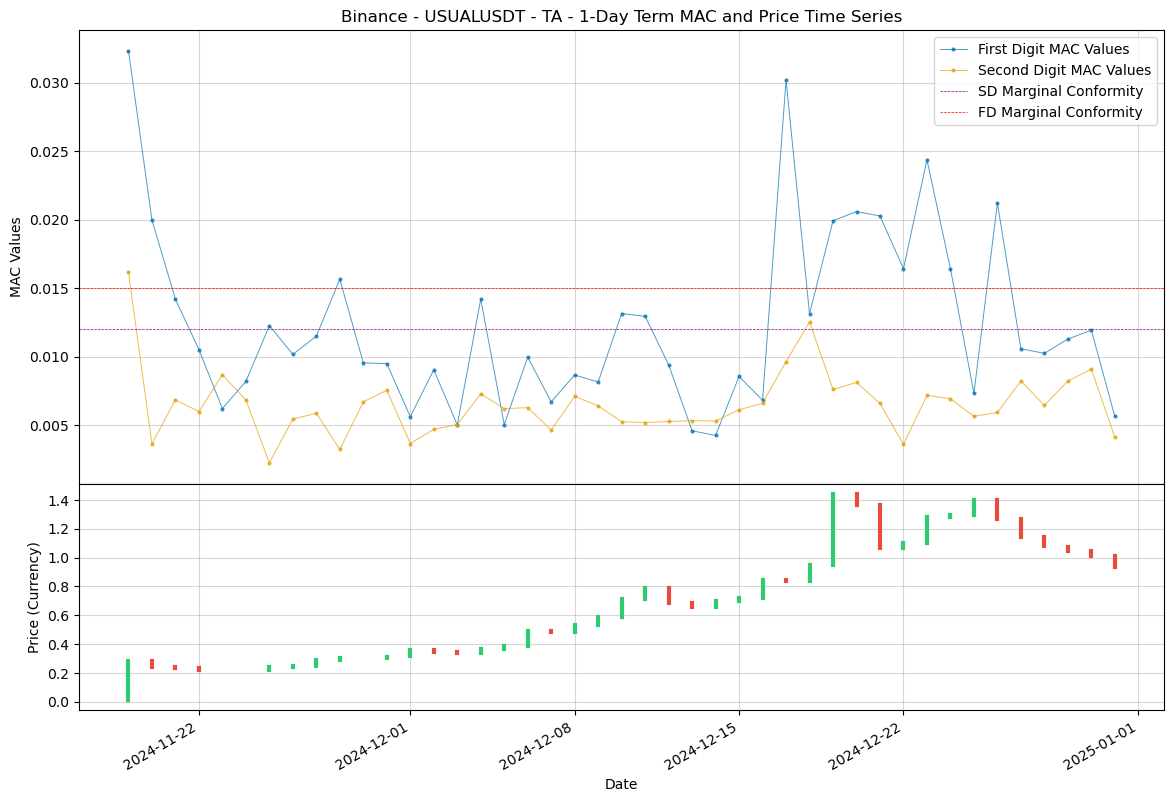 Binance - USUALUSDT - TA - 1-Day Term MAC and Price Time Series
First Digit MAC Values
Second Digit MAC Values
SD Marginal Conformity
FD Marginal Conformity
MAC Values
0.030
0.025
0.020
0.015
0.010
0.005
Price (Currency)
1.4
1.2
1.0
0.8
0.6
0.4
0.2
0.0
2024-11-22
2024-12-01
2024-12-08
2024-12-15
2024-12-22
2025-01-01
Date